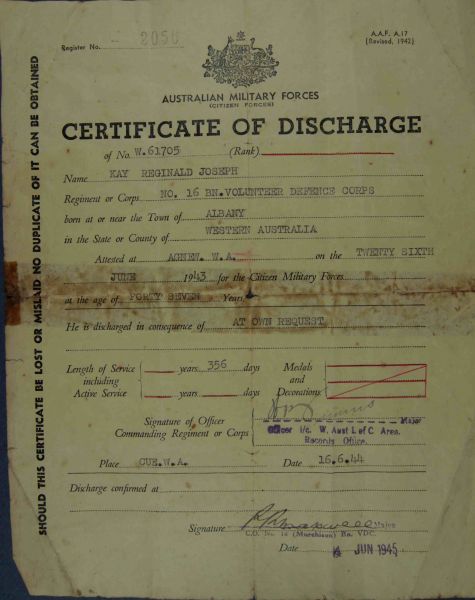 Register No. 2056
A.A.F. A.17
(Revised, 1942)
AUSTRALIAN MILITARY FORCES
(CITIZEN FORCES)
CERTIFICATE OF DISCHARGE
of No. W.61705 (Rank)
Name KAY REGINALD JOSEPH
Regiment or Corps NO. 16 BN. VOLUNTEER DEFENCE CORPS
born at or near the Town of ALBANY
in the State or County of WESTERN AUSTRALIA
Attested at AGNEW. W.A. on the TWENTY SIXTH
JUNE 1943 for the Citizen Military Forces
at the age of FORTY SEVEN Years.
He is discharged in consequence of AT OWN REQUEST
Length of Service years 356 days Medals
including and
Active Service years days Decorations
Signature of Officer Major
Commanding Regiment or Corps Officer i/c. W. Aust L of C Area.
Records Office.
Place CUE.W.A. Date 16.6.44
Discharge confirmed at
Signature Major
C.O. No. 16 (Murchison) Bn. VDC.
Date JUN 1945
SHOULD THIS CERTIFICATE BE LOST OR MISLAID NO DUPLICATE OF IT CAN BE OBTAINED